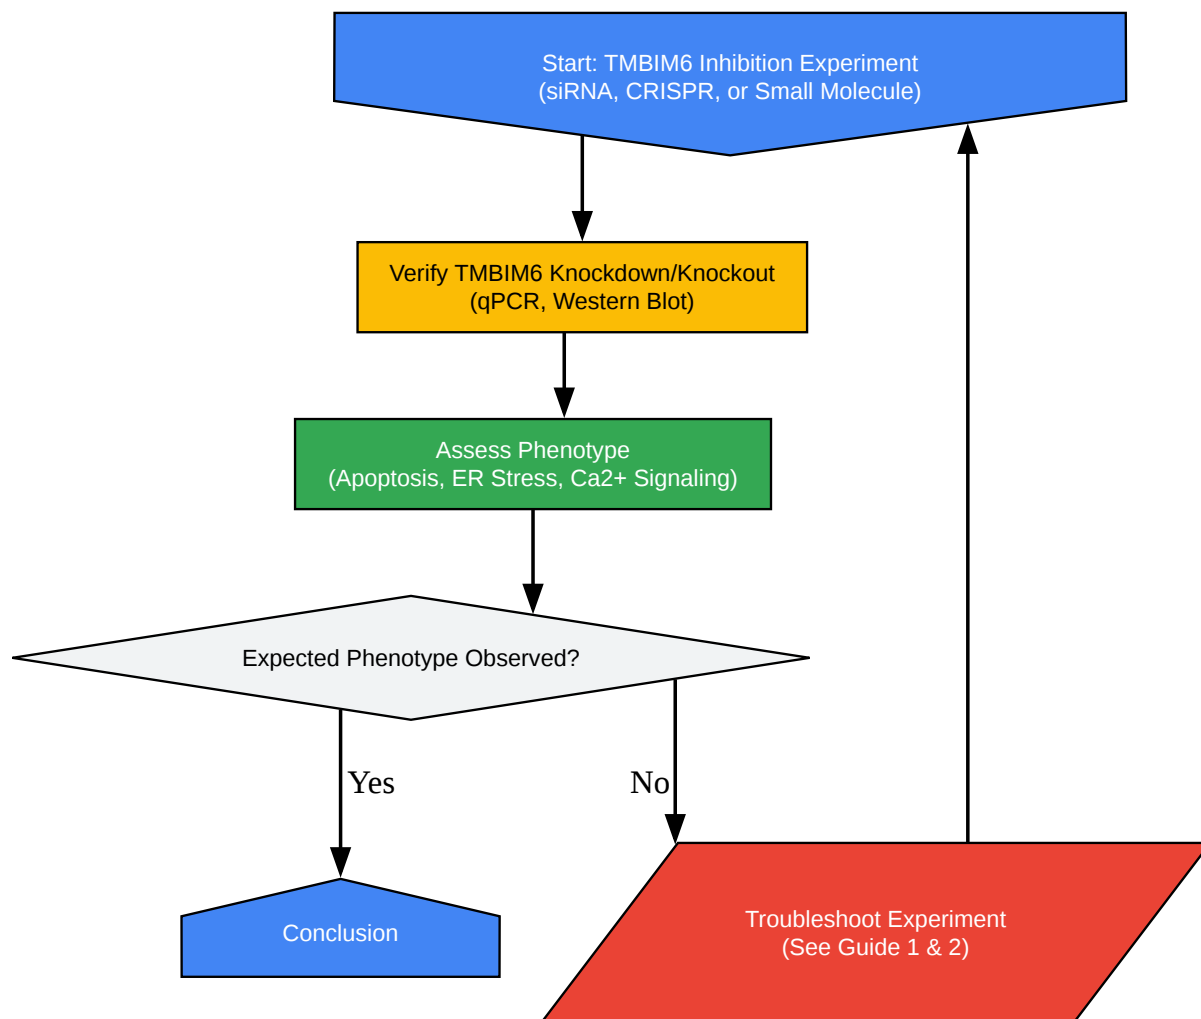 Start: TMBIM6 Inhibition Experiment
(siRNA, CRISPR, or Small Molecule)
Verify TMBIM6 Knockdown/Knockout
(qPCR, Western Blot)
Assess Phenotype
(Apoptosis, ER Stress, Ca2+ Signaling)
Expected Phenotype Observed?
Yes
No
Conclusion
Troubleshoot Experiment
(See Guide 1 & 2)